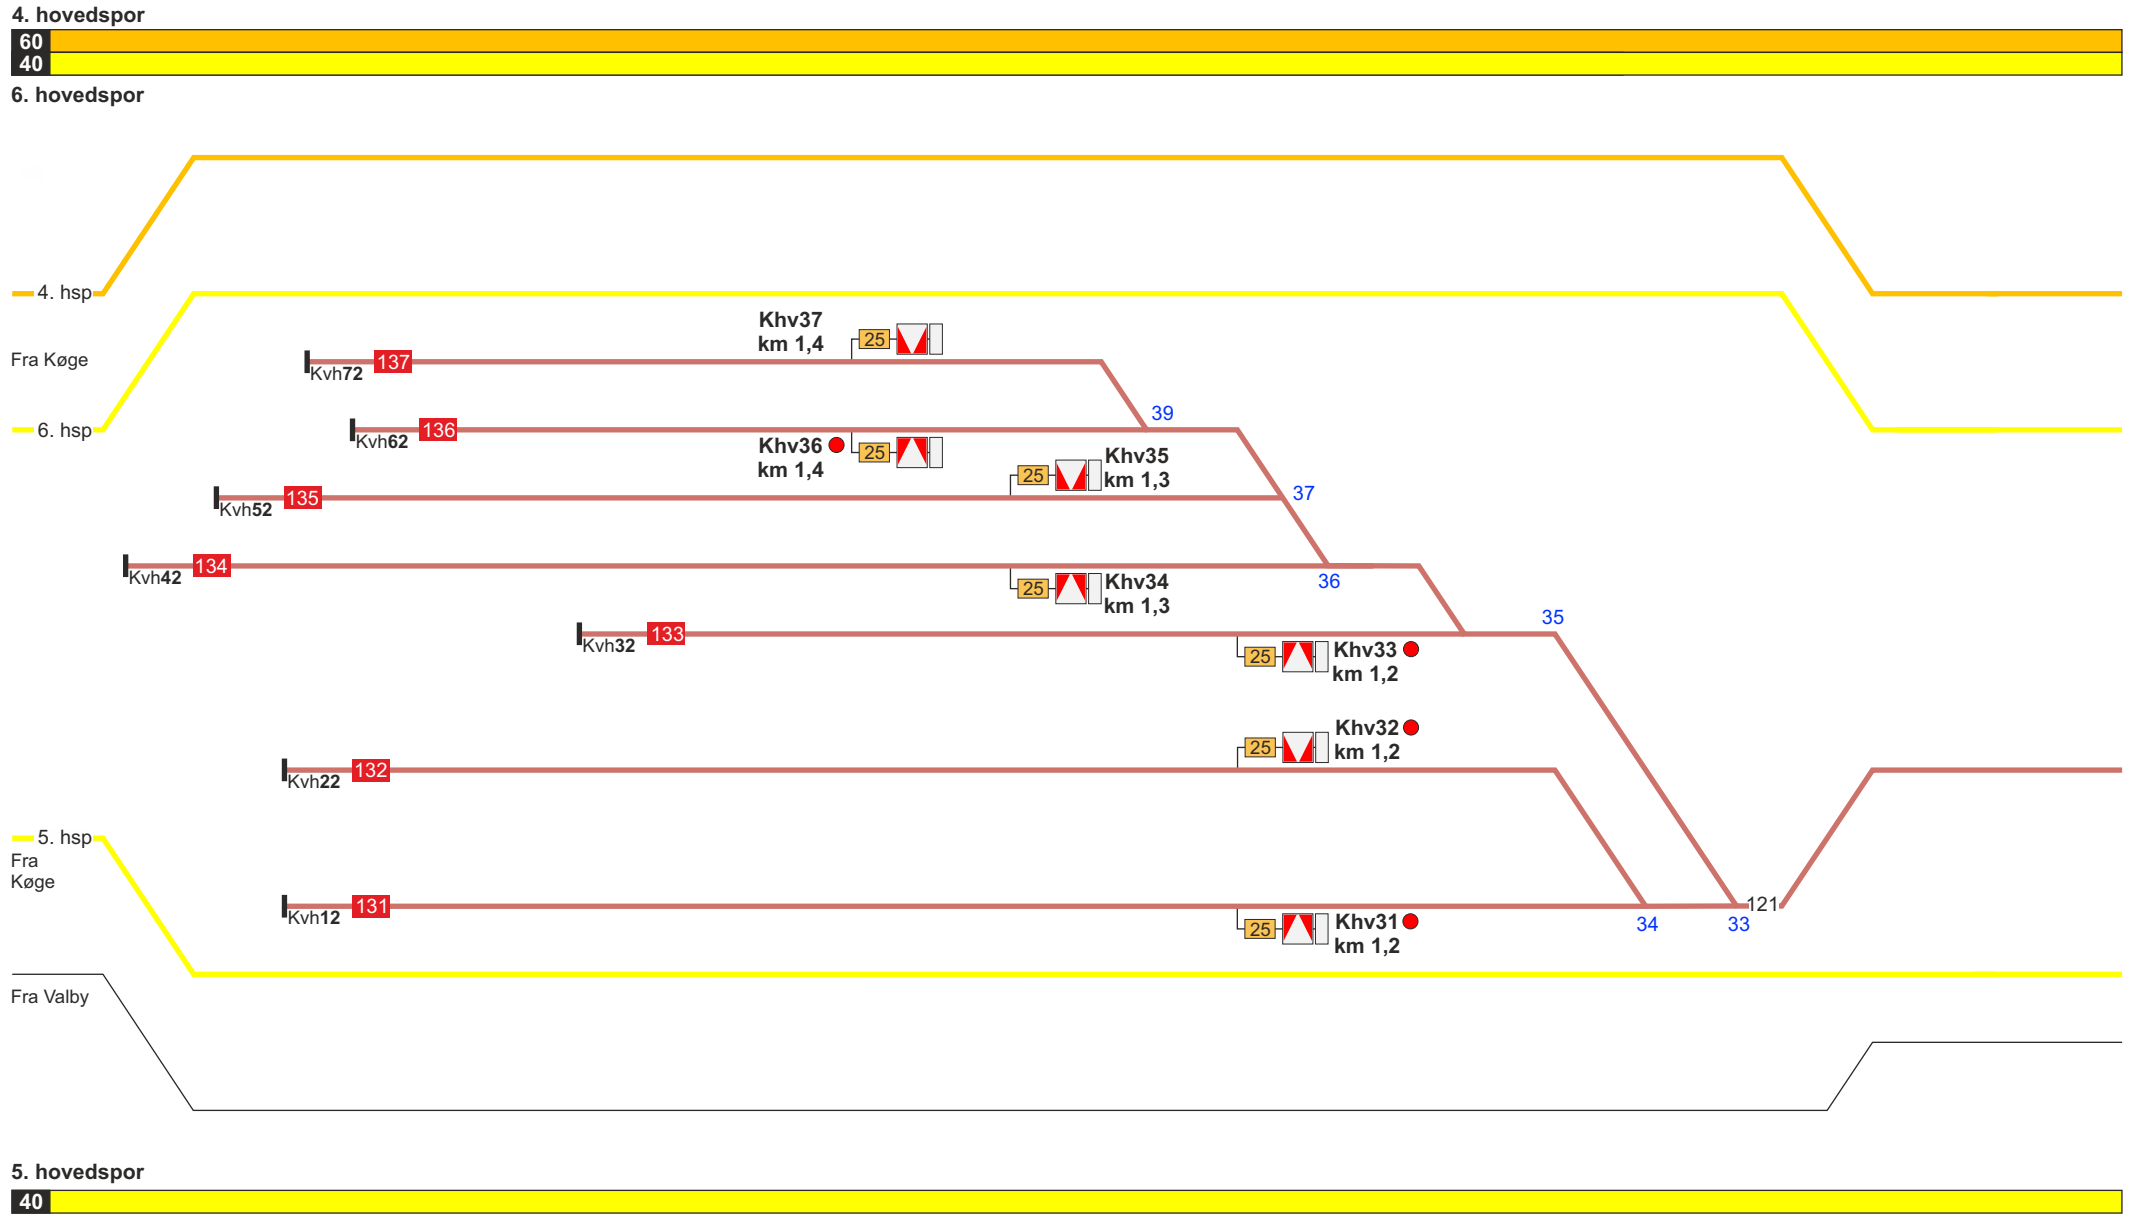 4. hovedspor
60
40
6. hovedspor
4. hsp
Fra Køge
6. hsp
Khv37
km 1,4
25
Kvh72
137
39
Kvh62
136
Khv36
km 1,4
25
25
Khv35
km 1,3
Kvh52
135
37
Kvh42
134
25
Khv34
km 1,3
36
Kvh32
133
35
25
Khv33
km 1,2
25
Khv32
km 1,2
Kvh22
132
5. hsp
Fra
Køge
Kvh12
131
25
Khv31
km 1,2
34
33
121
Fra Valby
5. hovedspor
40